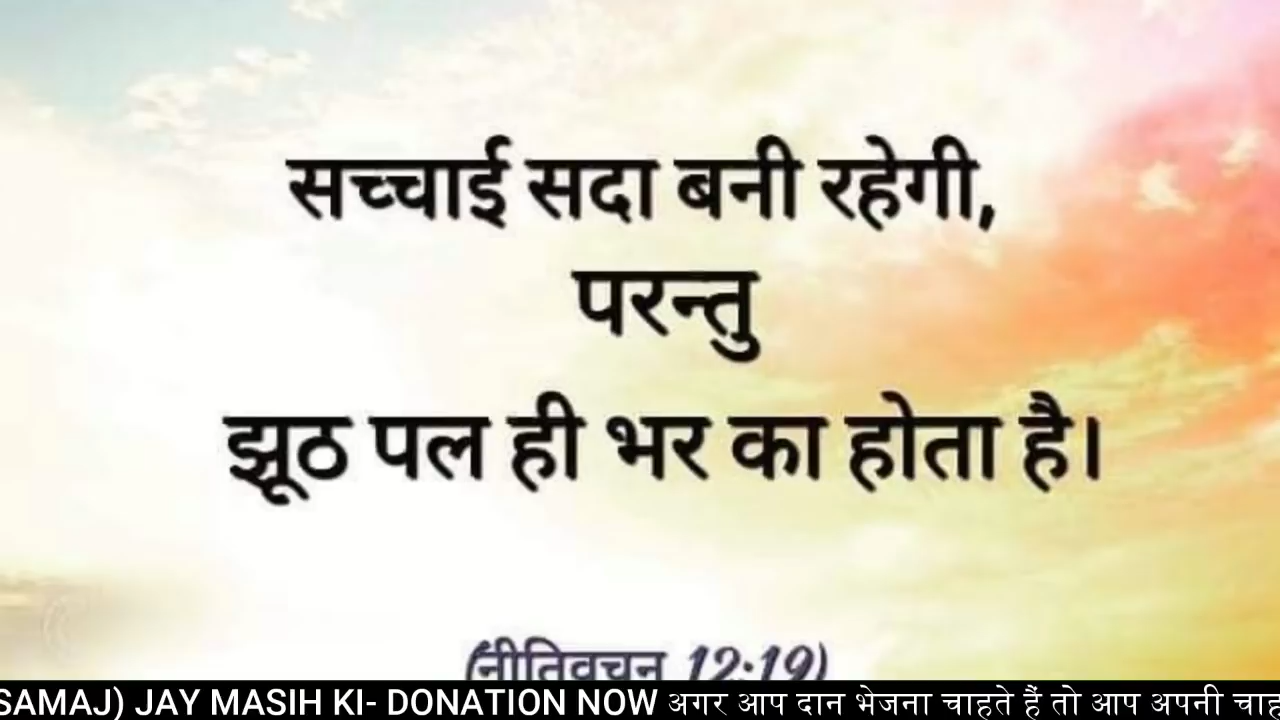 सच्चाई सदा बनी रहेगी,
परन्तु
झूठ पल ही भर का होता है।
(नीतिवचन 12:19)
SAMAJ) JAY MASIH KI- DONATION NOW अगर आप दान भेजना चाहते हैं तो आप अपनी